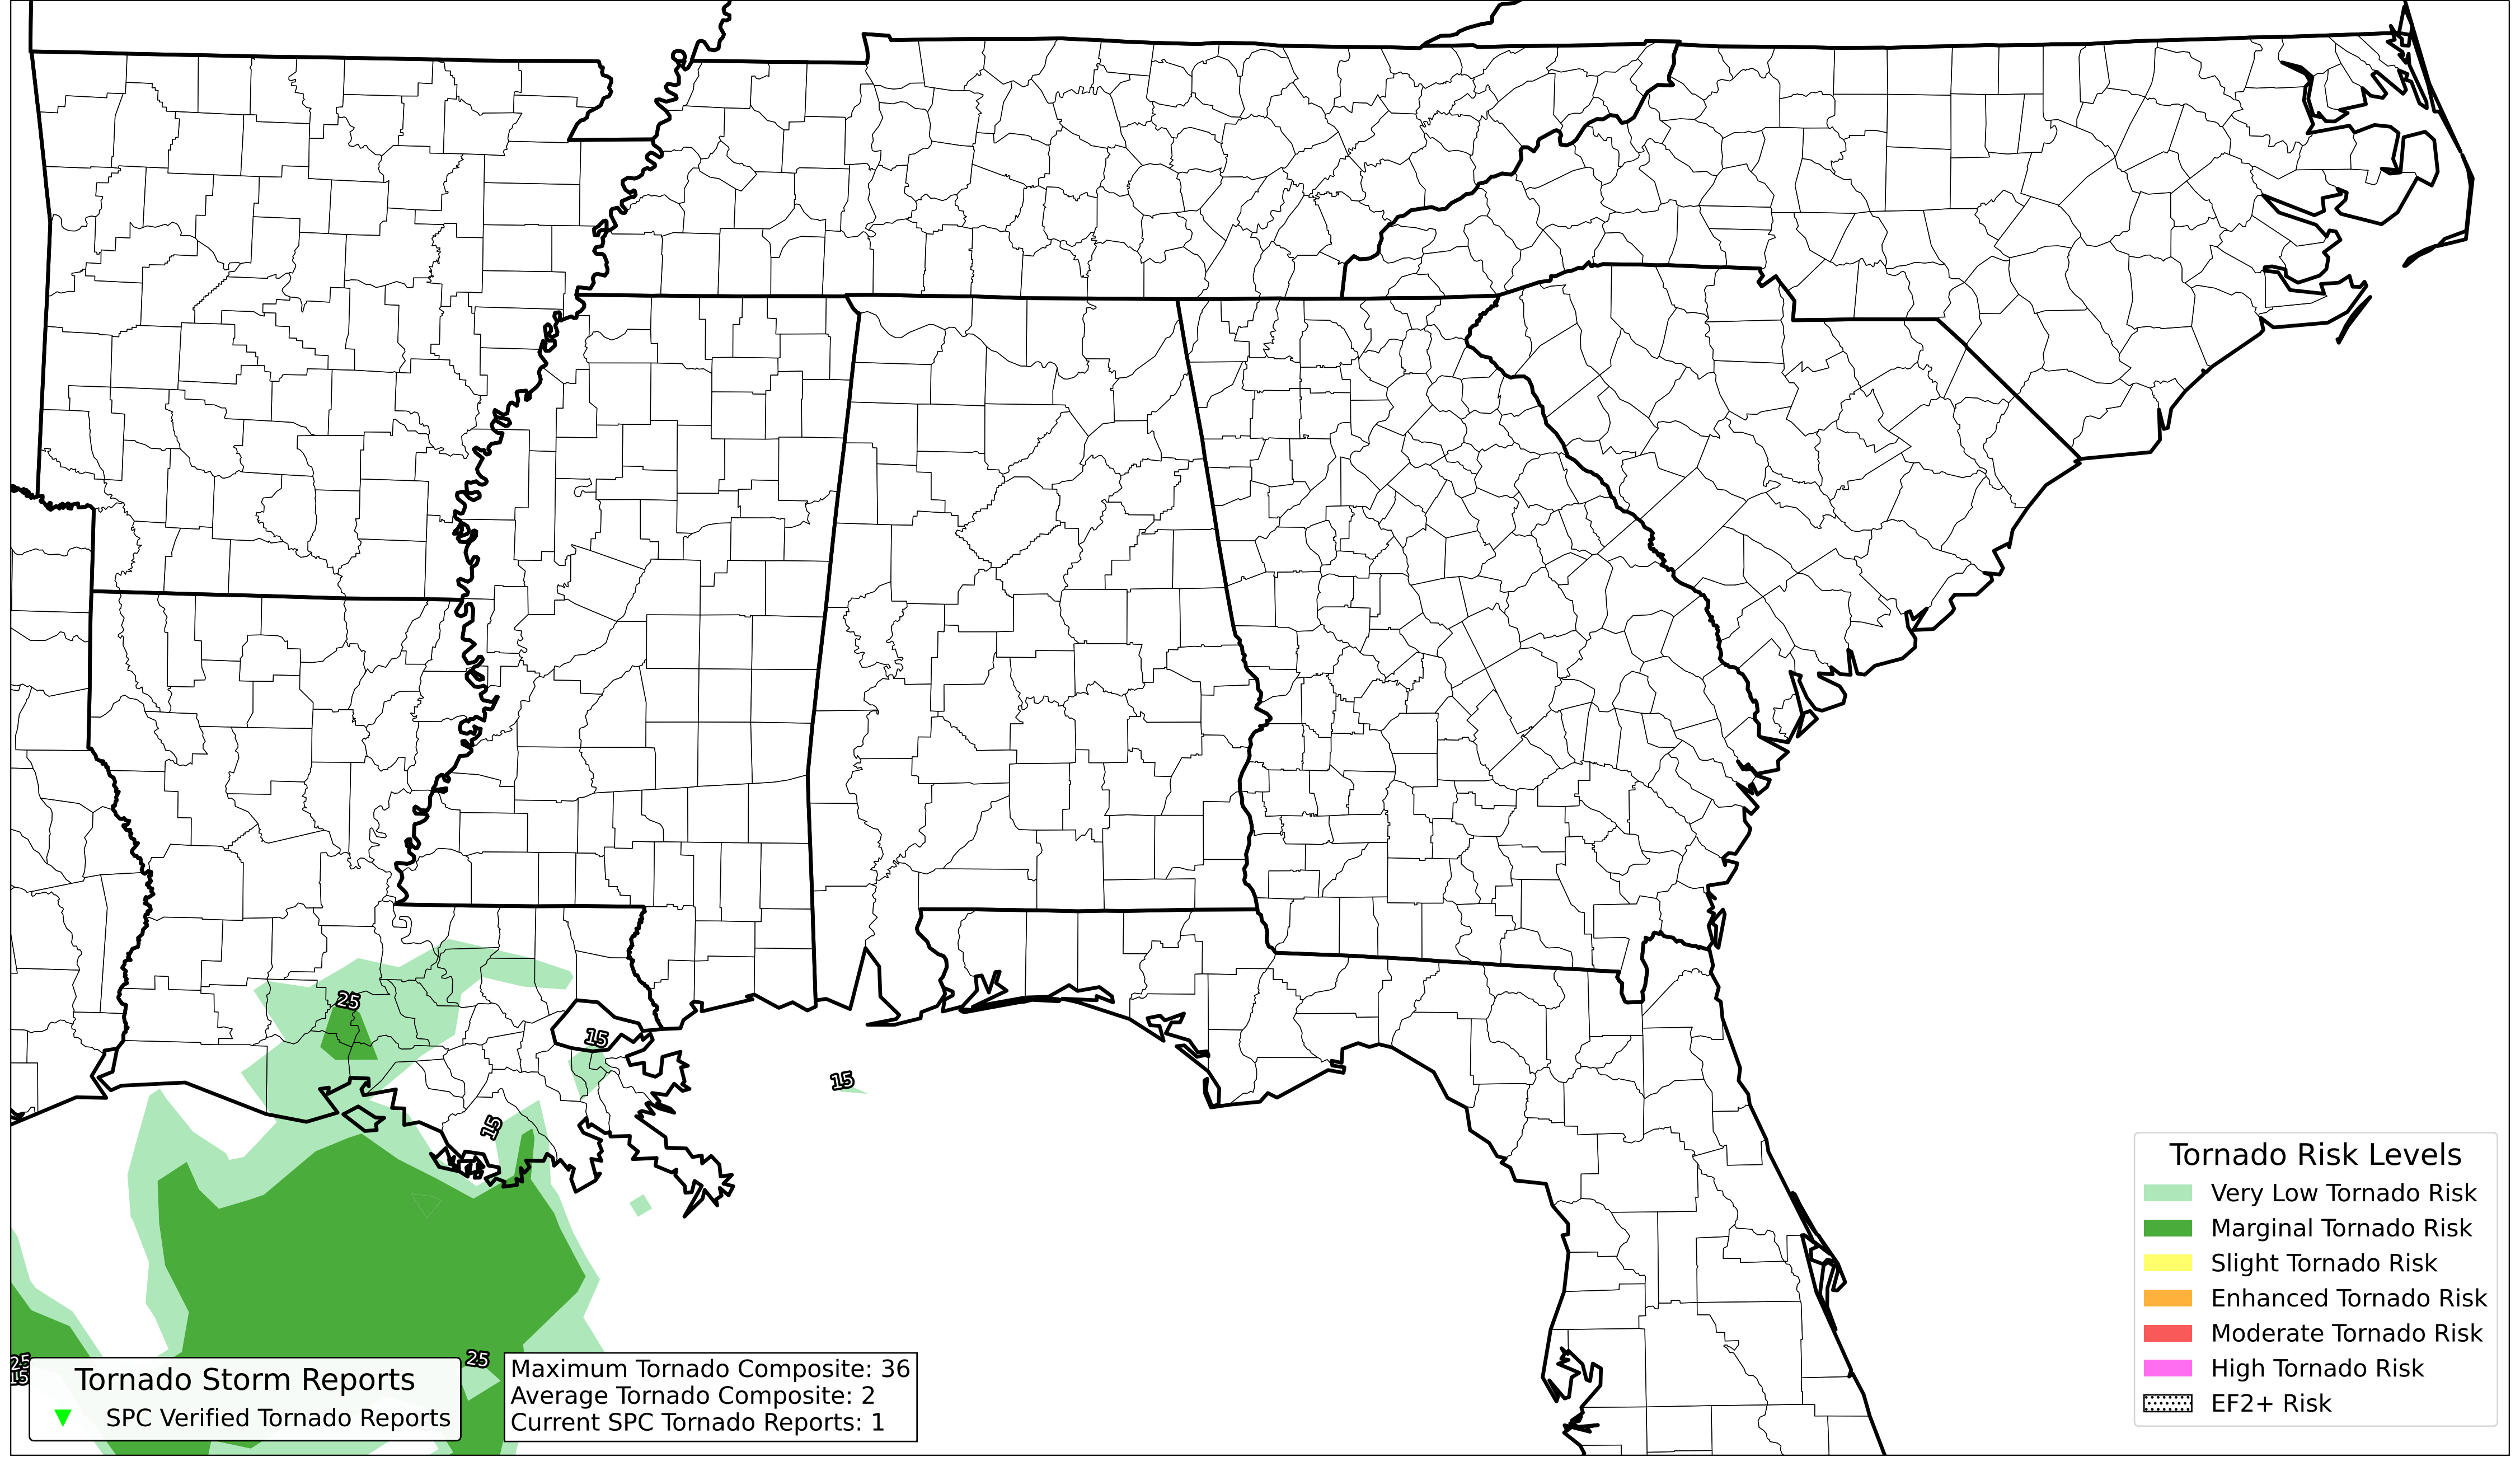 25
15
15
15
25
25
15
Tornado Storm Reports
SPC Verified Tornado Reports
Maximum Tornado Composite: 36
Average Tornado Composite: 2
Current SPC Tornado Reports: 1
Tornado Risk Levels
Very Low Tornado Risk
Marginal Tornado Risk
Slight Tornado Risk
Enhanced Tornado Risk
Moderate Tornado Risk
High Tornado Risk
EF2+ Risk